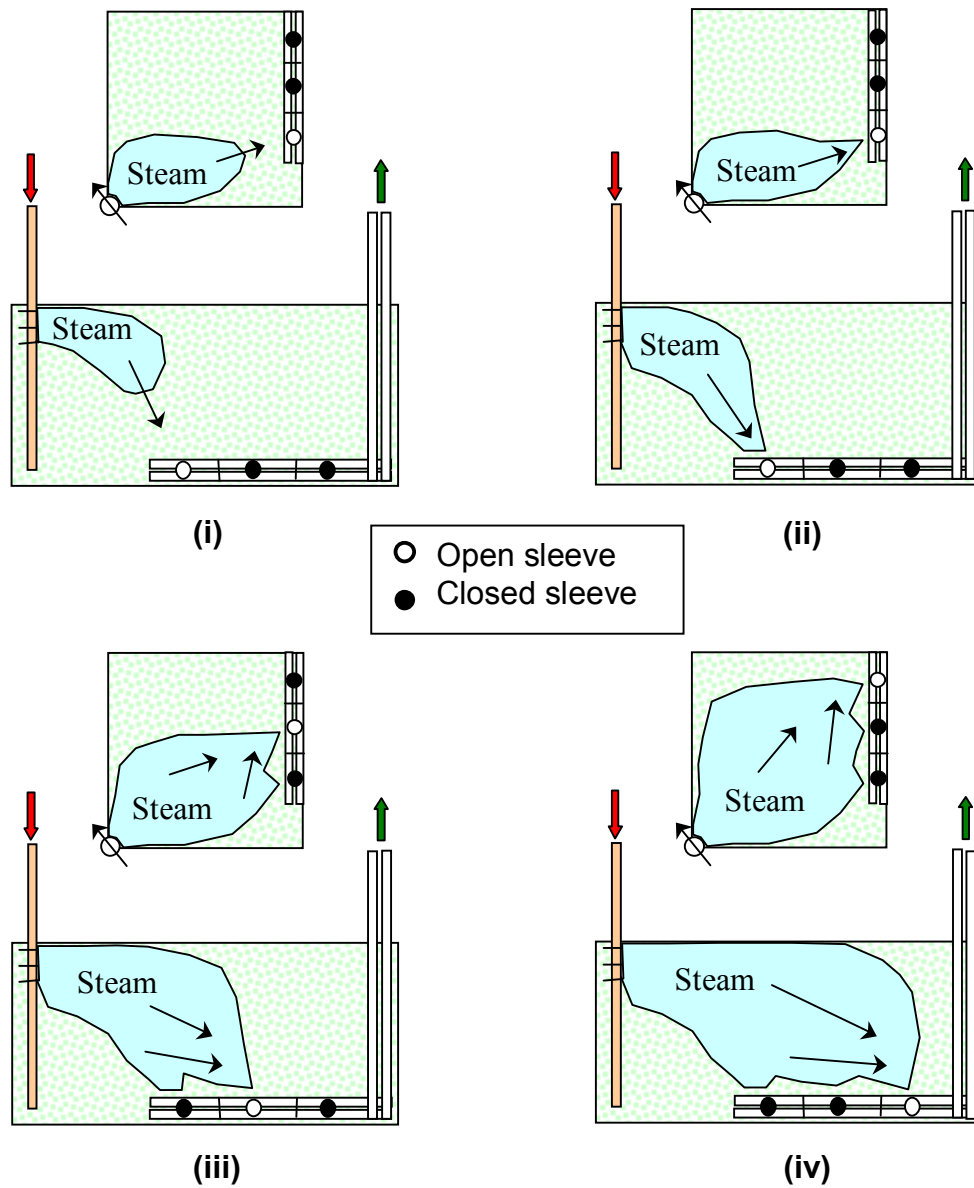 Steam
Steam
Steam
Steam
(i)
(ii)
Open sleeve
Closed sleeve
Steam
Steam
Steam
Steam
(iii)
(iv)